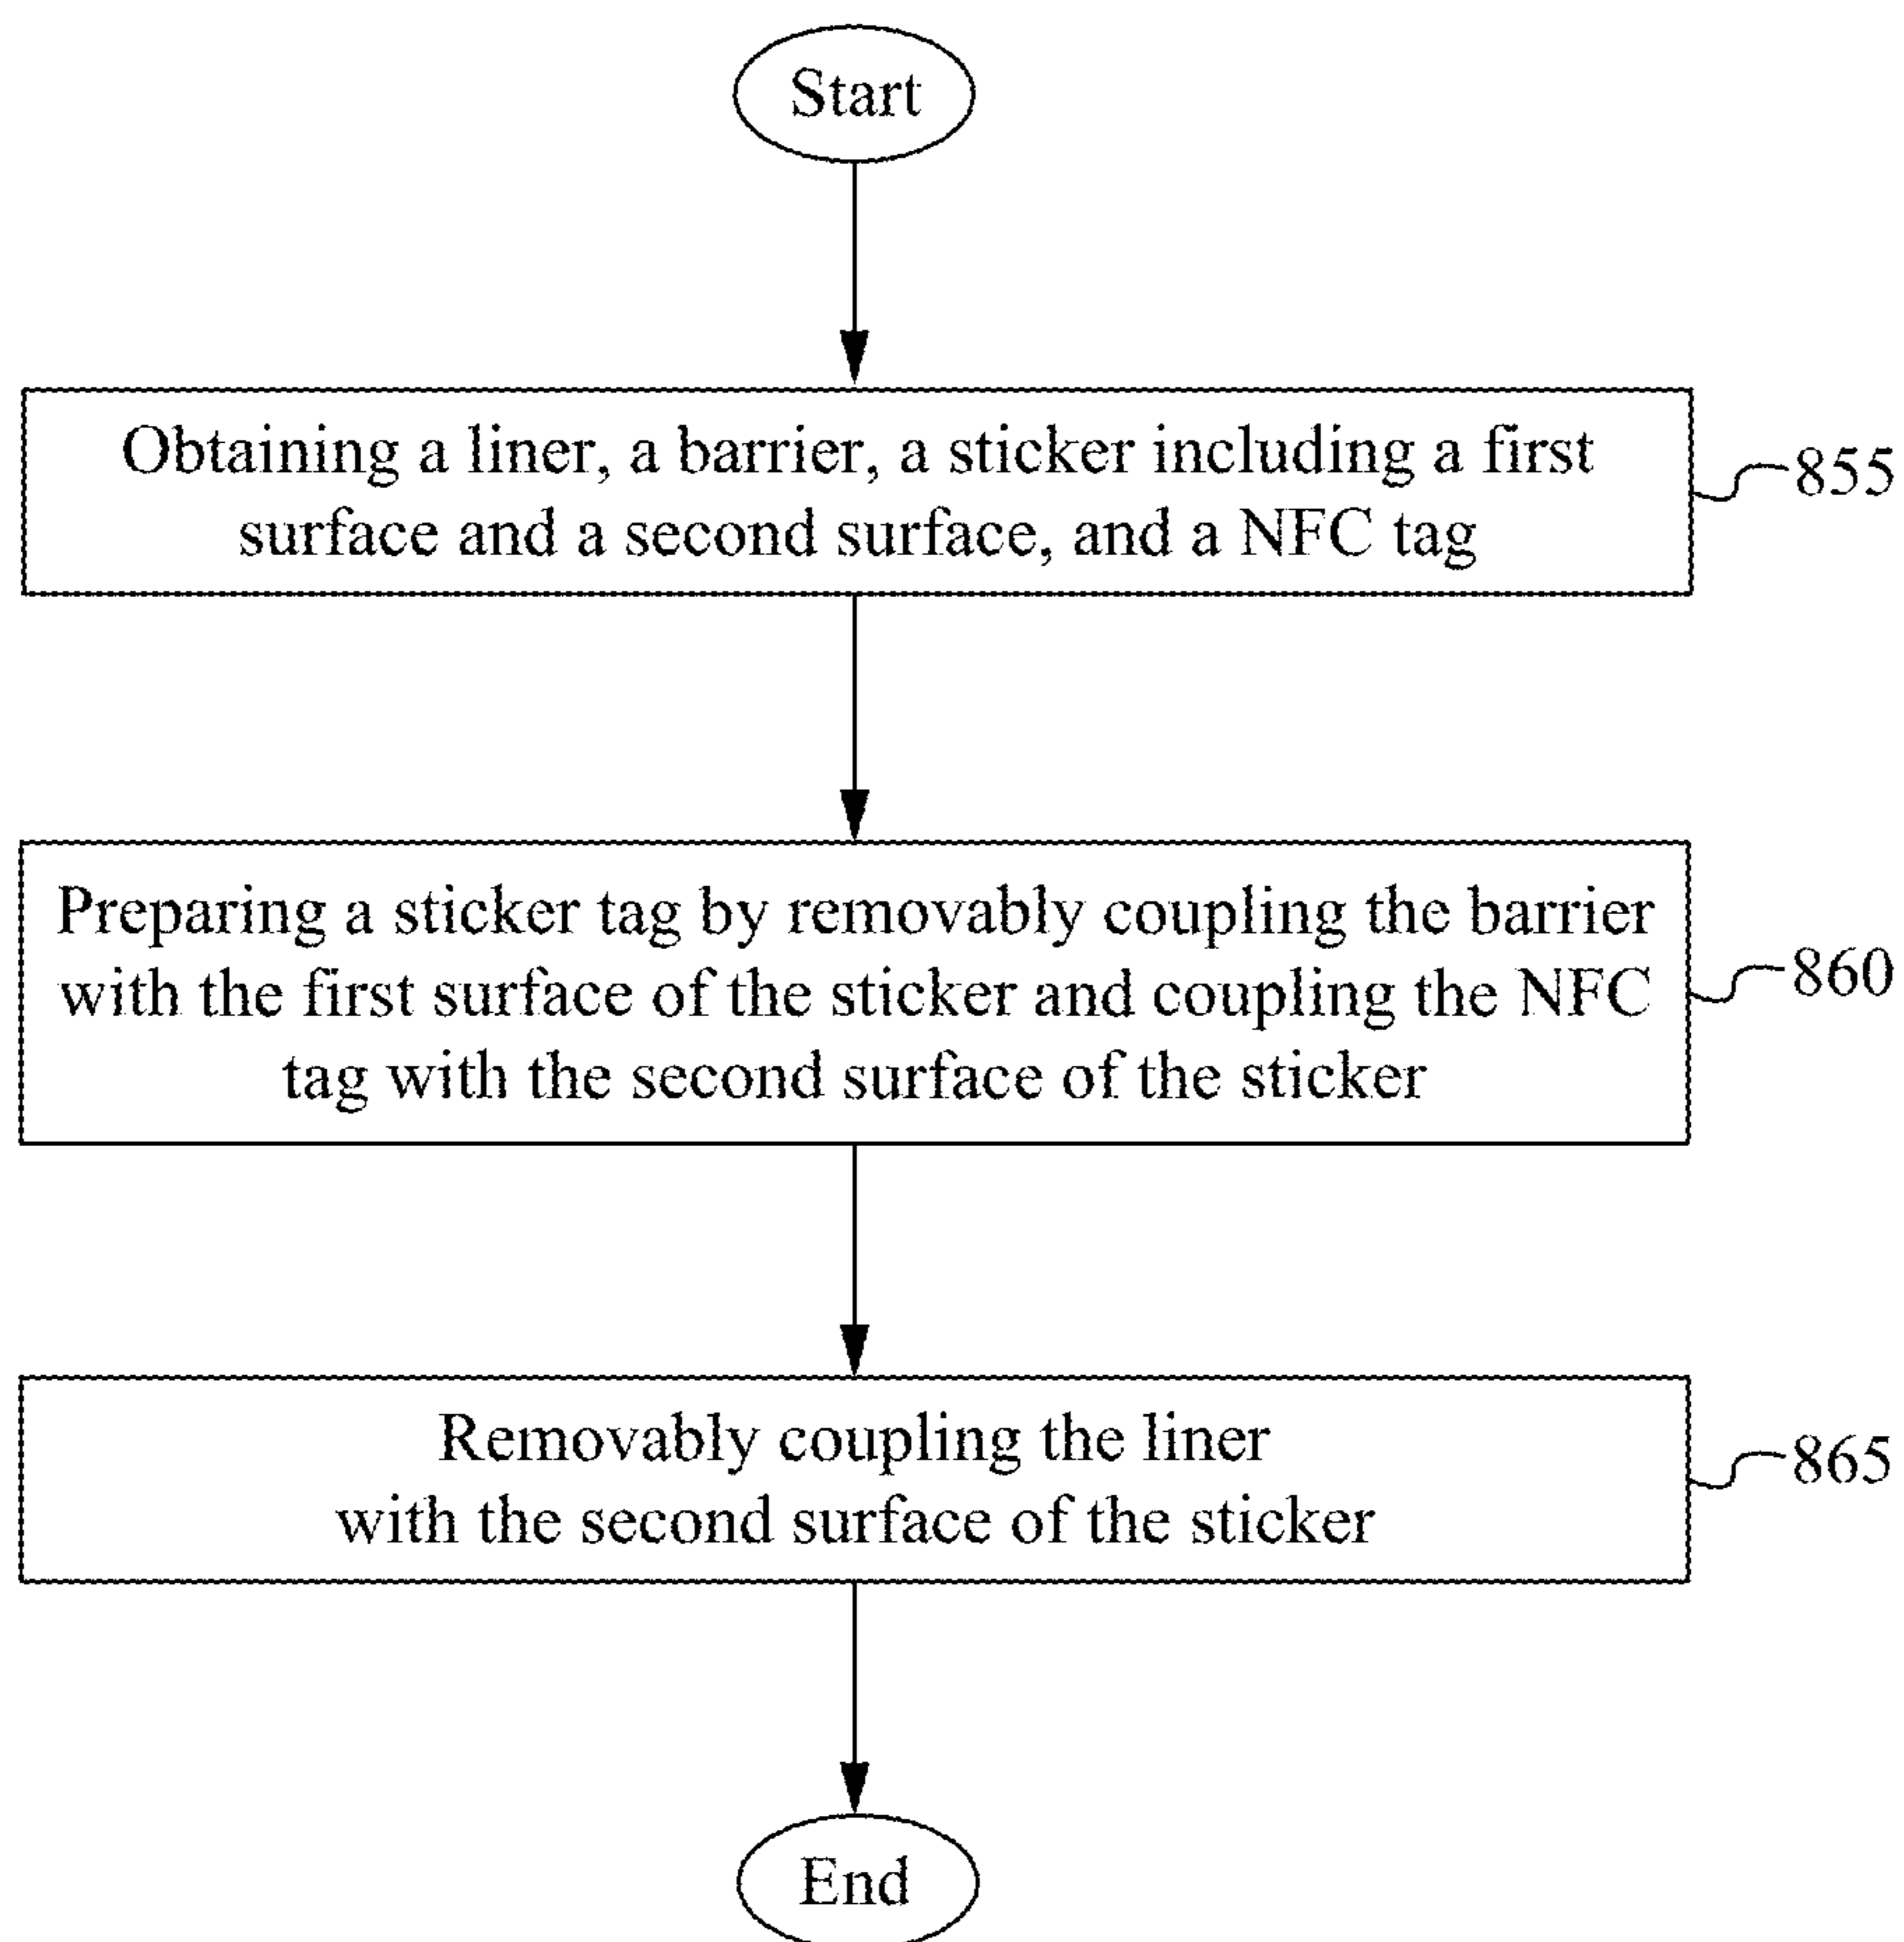 Start
Obtaining a liner, a barrier, a sticker including a first
surface and a second surface, and a NFC tag
855
Preparing a sticker tag by removably coupling the barrier
with the first surface of the sticker and coupling the NFC
tag with the second surface of the sticker
860
Removably coupling the liner
with the second surface of the sticker
865
End